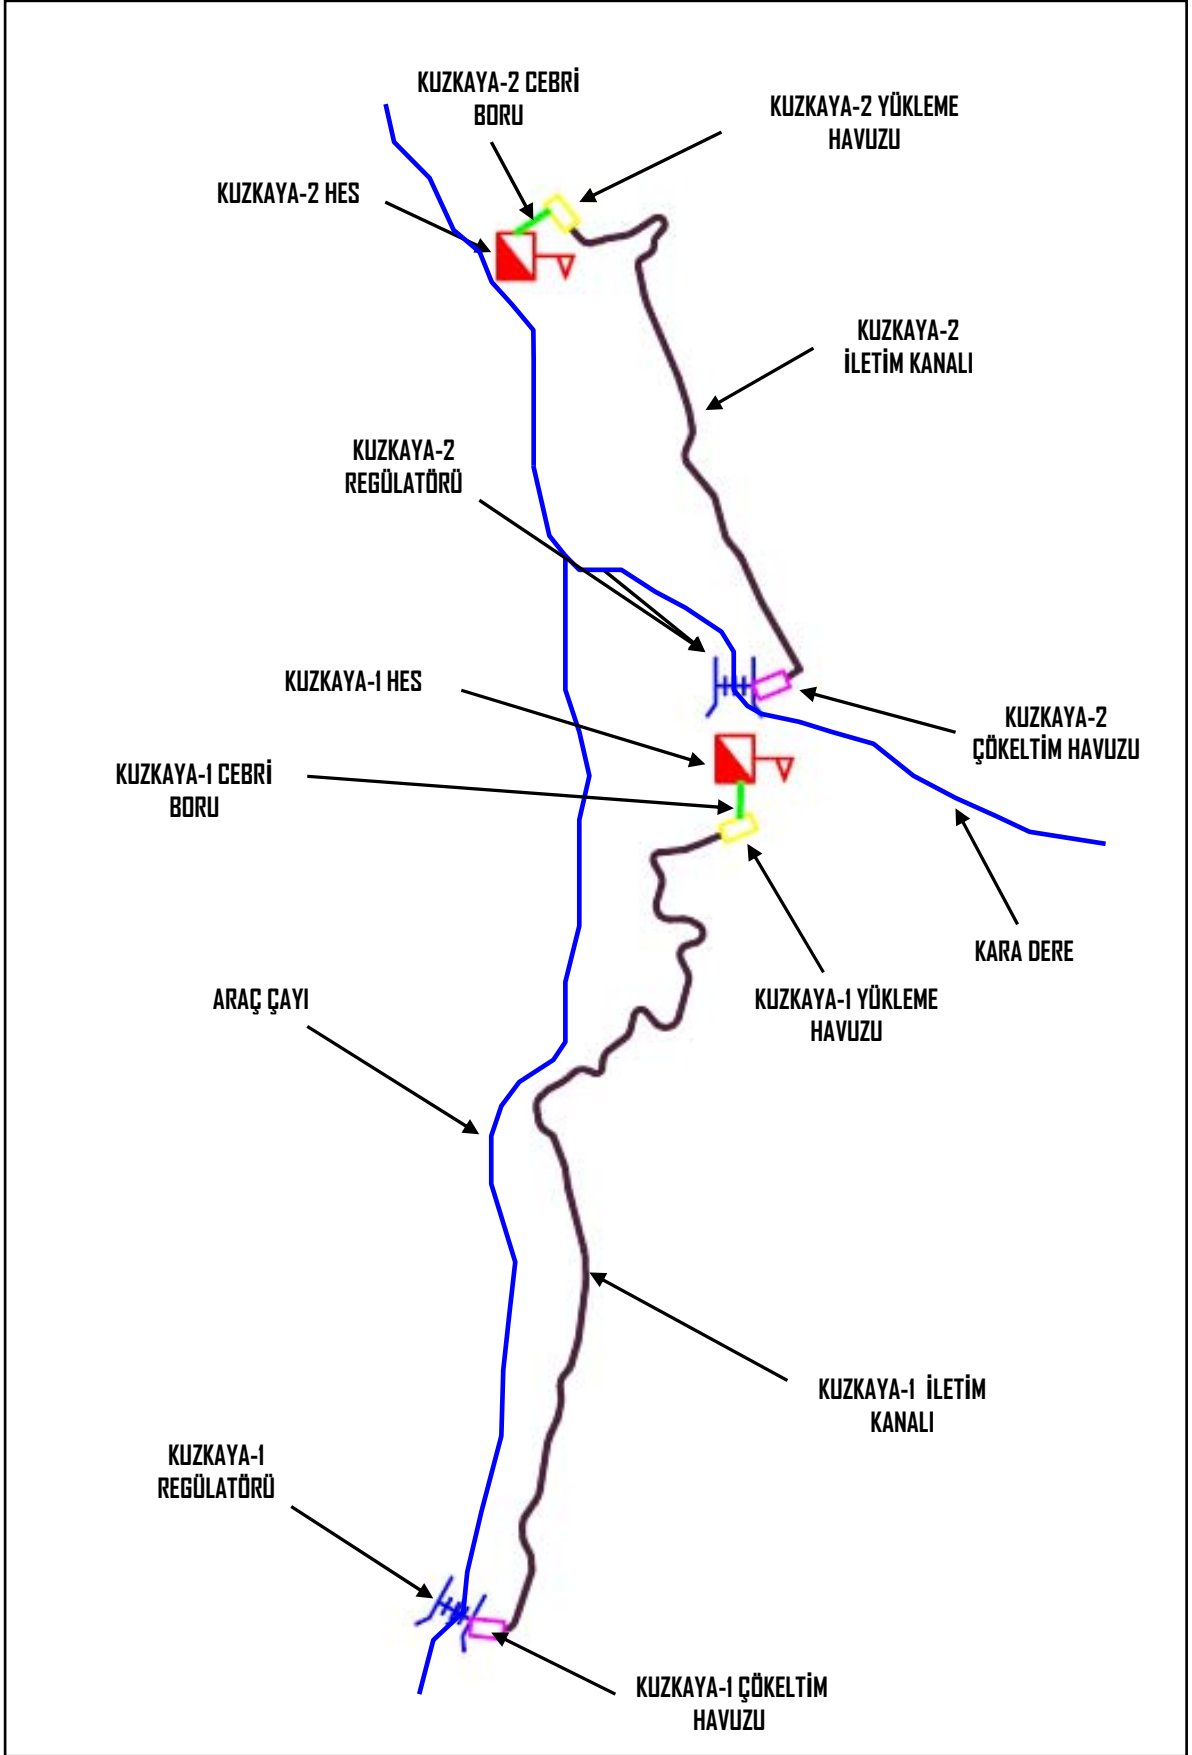 KUZKAYA-2 CEBRİ
BORU
KUZKAYA-2 YÜKLEME
HAVUZU
KUZKAYA-2 HES
KUZKAYA-2
İLETİM KANALI
KUZKAYA-2
REGÜLATÖRÜ
KUZKAYA-1 HES
KUZKAYA-2
ÇÖKELTİM HAVUZU
KUZKAYA-1 CEBRİ
BORU
KARA DERE
ARAÇ ÇAYI
KUZKAYA-1 YÜKLEME
HAVUZU
KUZKAYA-1 İLETİM
KANALI
KUZKAYA-1
REGÜLATÖRÜ
KUZKAYA-1 ÇÖKELTİM
HAVUZU